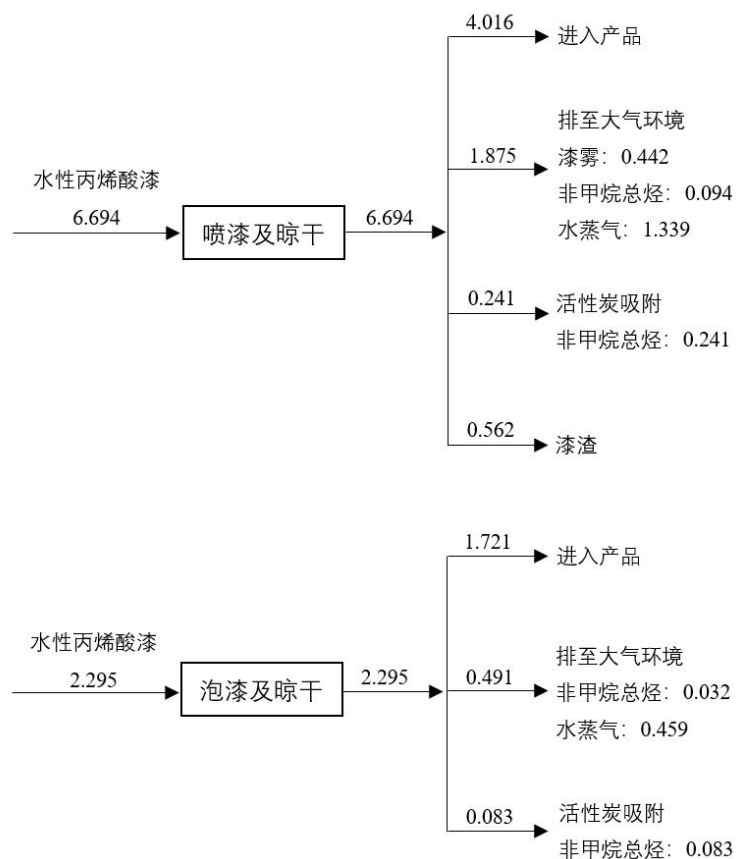 4.016
进入产品
排至大气环境
1.875
漆雾：0.442
水性丙烯酸漆
非甲烷总烃：0.094
6.694
喷漆及晾干
6.694
水蒸气：1.339
0.241
活性炭吸附
非甲烷总烃：0.241
0.562
漆渣
1.721
进入产品
水性丙烯酸漆
排至大气环境
2.295
泡漆及晾干
2.295
0.491
非甲烷总烃：0.032
水蒸气：0.459
0.083
活性炭吸附
非甲烷总烃：0.083